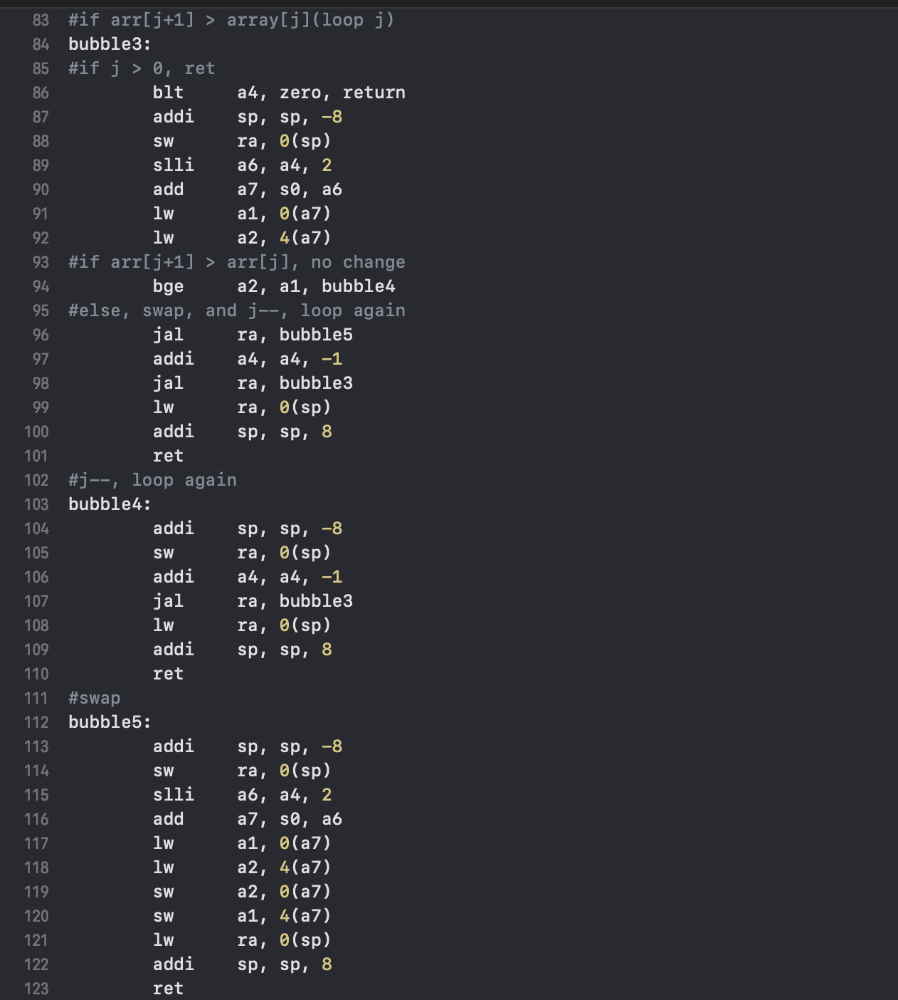 83 #if arr[j+1] > array[j](loop j)
84 bubble3:
85 #if j > 0, ret
86         blt     a4, zero, return
87         addi    sp, sp, -8
88         sw      ra, 0(sp)
89         slli    a6, a4, 2
90         add     a7, s0, a6
91         lw      a1, 0(a7)
92         lw      a2, 4(a7)
93 #if arr[j+1] > arr[j], no change
94         bge     a2, a1, bubble4
95 #else, swap, and j--, loop again
96         jal     ra, bubble5
97         addi    a4, a4, -1
98         jal     ra, bubble3
99         lw      ra, 0(sp)
100         addi    sp, sp, 8
101         ret
102 #j--, loop again
103 bubble4:
104         addi    sp, sp, -8
105         sw      ra, 0(sp)
106         addi    a4, a4, -1
107         jal     ra, bubble3
108         lw      ra, 0(sp)
109         addi    sp, sp, 8
110         ret
111 #swap
112 bubble5:
113         addi    sp, sp, -8
114         sw      ra, 0(sp)
115         slli    a6, a4, 2
116         add     a7, s0, a6
117         lw      a1, 0(a7)
118         lw      a2, 4(a7)
119         sw      a2, 0(a7)
120         sw      a1, 4(a7)
121         lw      ra, 0(sp)
122         addi    sp, sp, 8
123         ret